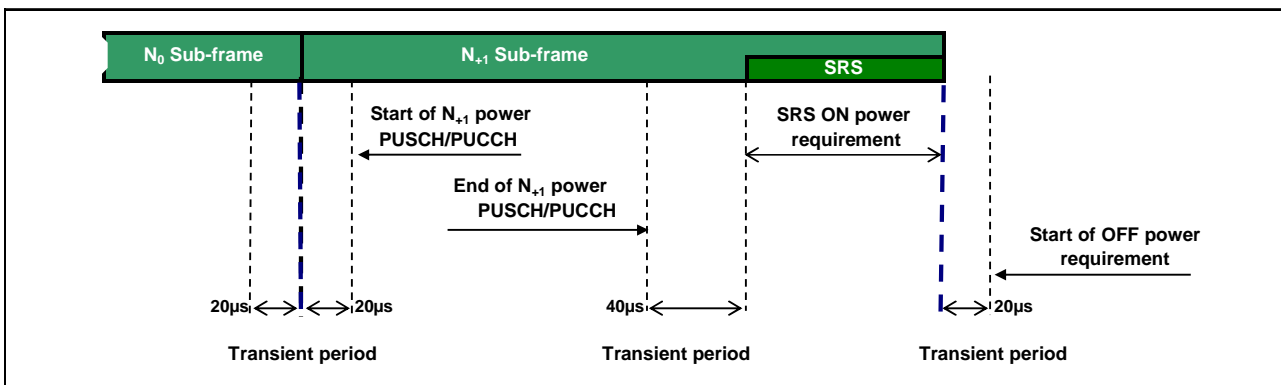 N₀ Sub-frame
N₊₁ Sub-frame
SRS
Start of N₊₁ power
PUSCH/PUCCH
SRS ON power
requirement
End of N₊₁ power
PUSCH/PUCCH
Start of OFF power
requirement
20µs
20µs
40µs
20µs
Transient period
Transient period
Transient period